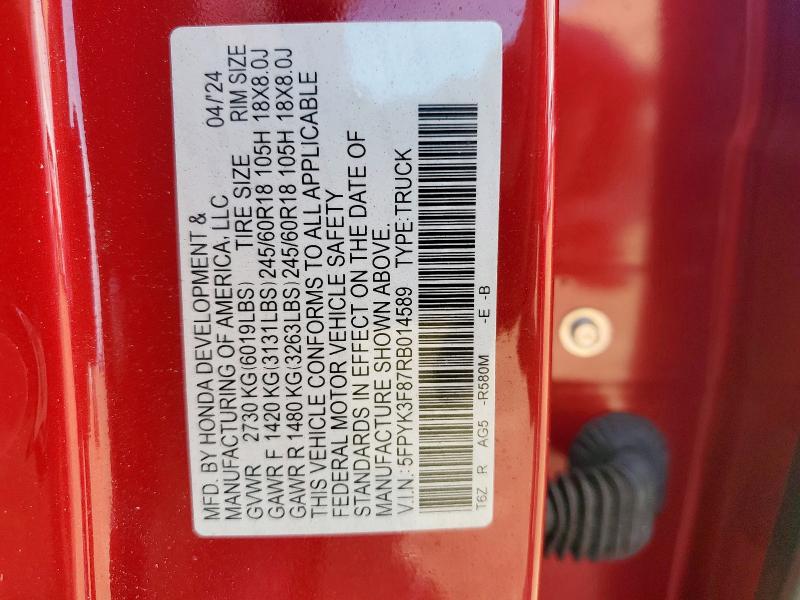 MFD. BY HONDA DEVELOPMENT & 04/'24
MANUFACTURING OF AMERICA, LLC
GVWR 2730 KG(6019LBS) TIRE SIZE RIM SIZE
GAWR F 1420 KG(3131LBS) 245/60R18 105H 18X8.0J
GAWR R 1480 KG(3263LBS) 245/60R18 105H 18X8.0J
THIS VEHICLE CONFORMS TO ALL APPLICABLE
FEDERAL MOTOR VEHICLE SAFETY
STANDARDS IN EFFECT ON THE DATE OF
MANUFACTURE SHOWN ABOVE.
V.I.N.:5FPYK3F87RB014589 TYPE:TRUCK
T6Z R AG5 -R580M -E -B